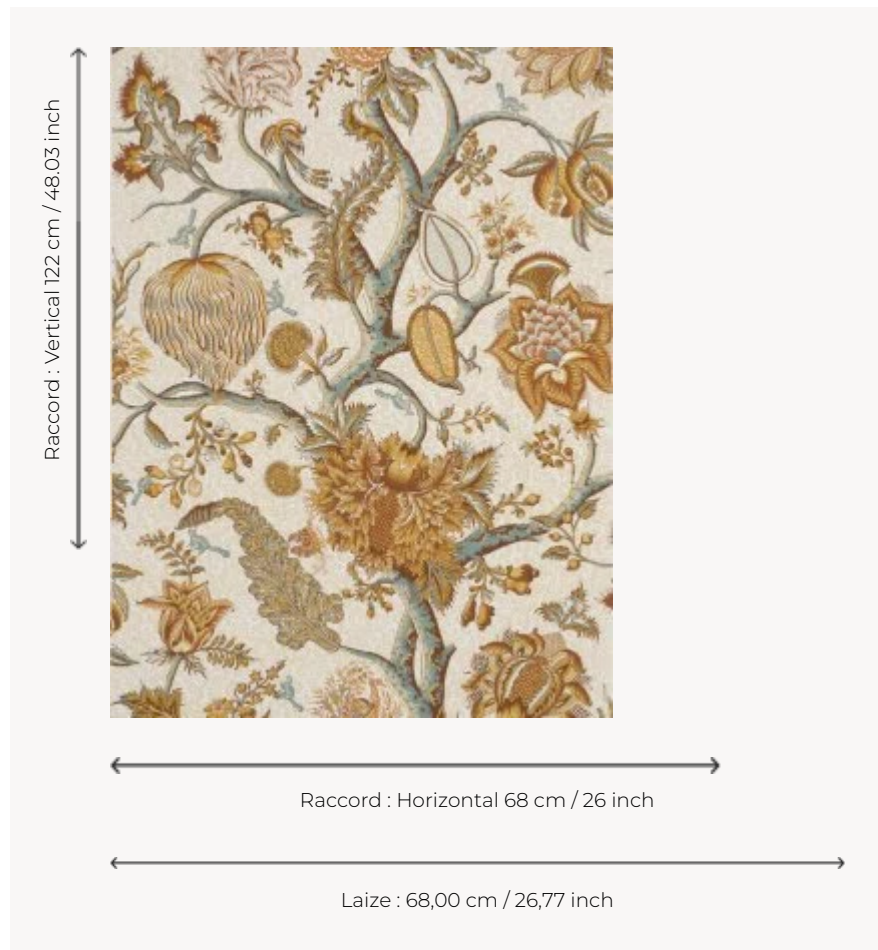 Raccord : Vertical 122 cm / 48.03 inch
Raccord : Horizontal 68 cm / 26 inch
Laize : 68,00 cm / 26,77 inch